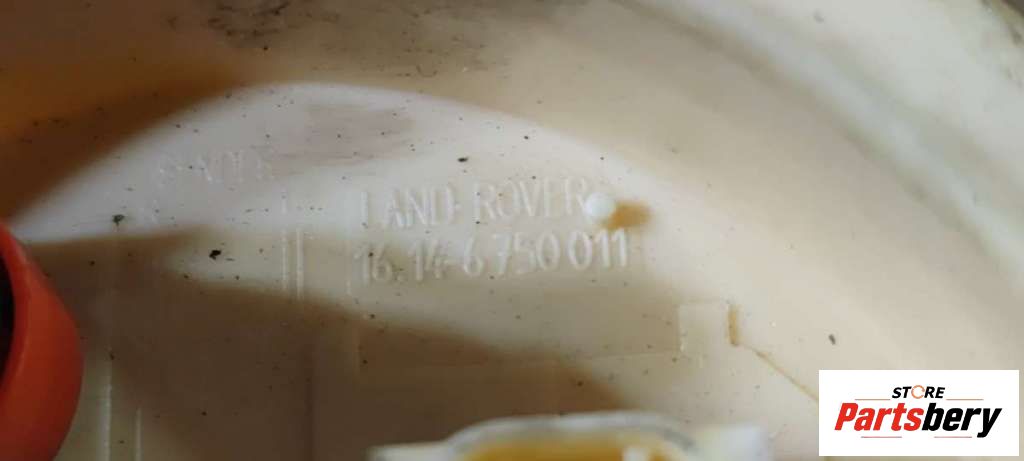 LAND ROVER
16.14-6 750 011
STORE
Partsbery